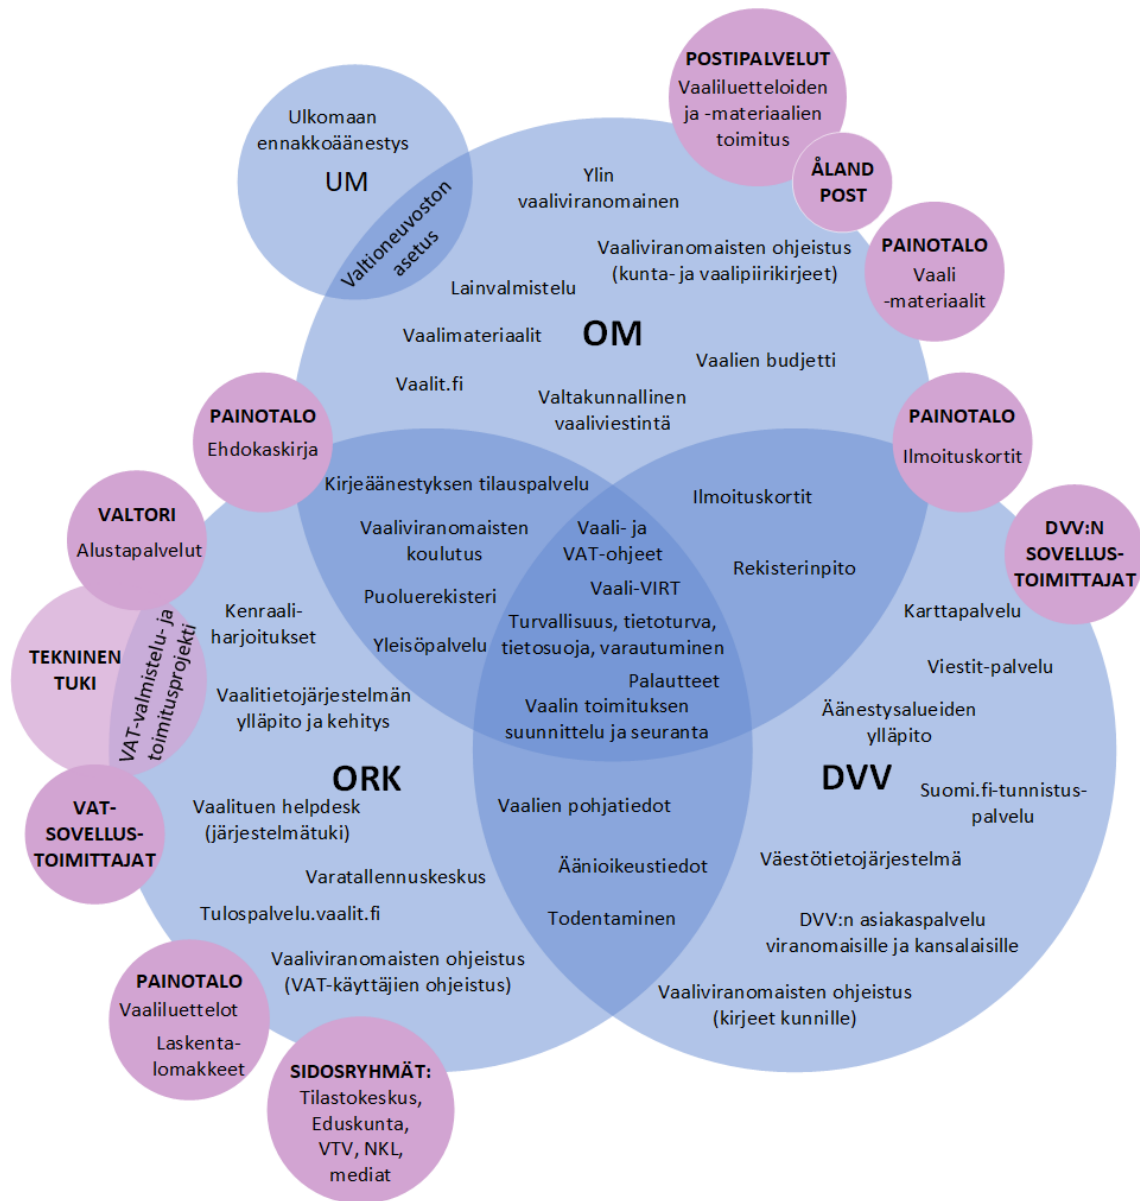 POSTIPALVELUT
Vaaliluetteloiden
ja -materiaalien
toimitus
ÅLAND
POST
PAINOTALO
Vaali
-materiaalit
Ulkomaan
ennakkoäänestys
UM
Valtioneuvoston
asetus
Ylin
vaaliviranomainen
Vaaliviranomaisten ohjeistus
(kunta- ja vaalipiirikirjeet)
Lainvalmistelu
Vaalimateriaalit
OM
Vaalien budjetti
Vaalit.fi
Valtakunnallinen
vaaliviestintä
PAINOTALO
Ehdokaskirja
PAINOTALO
Ilmoituskortit
Kirjeäänestyksen tilauspalvelu
Vaaliviranomaisten
koulutus
Puoluerekisteri
Yleisöpalvelu
Ilmoituskortit
Rekisterinpito
Vaali- ja
VAT-ohjeet
Vaali-VIRT
Turvallisuus, tietoturva,
tietosuoja, varautuminen
Palautteet
Vaalin toimituksen
suunnittelu ja seuranta
VALTORI
Alustapalvelut
TEKNINEN
TUKI
VAT-valmistelu- ja
toimitusprojekti
VAT-
SOVELLUS-
TOIMITTAJAT
Kenraali-
harjoitukset
Vaalitietojärjestelmän
ylläpito ja kehitys
ORK
Vaalituen helpdesk
(järjestelmätuki)
Varatallennuskeskus
Tulospalvelu.vaalit.fi
Vaaliviranomaisten ohjeistus
(VAT-käyttäjien ohjeistus)
Vaalien pohjatiedot
Äänioikeustiedot
Todentaminen
DVV:N
SOVELLUS-
TOIMITTAJAT
Karttapalvelu
Viestit-palvelu
Äänestysalueiden
ylläpito
DVV
Suomi.fi-tunnistus-
palvelu
Väestötietojärjestelmä
DVV:n asiakaspalvelu
viranomaisille ja kansalaisille
Vaaliviranomaisten ohjeistus
(kirjeet kunnille)
PAINOTALO
Vaaliluettelot
Laskenta-
lomakkeet
SIDOSRYHMÄT:
Tilastokeskus,
Eduskunta,
VTV, NKL,
mediat